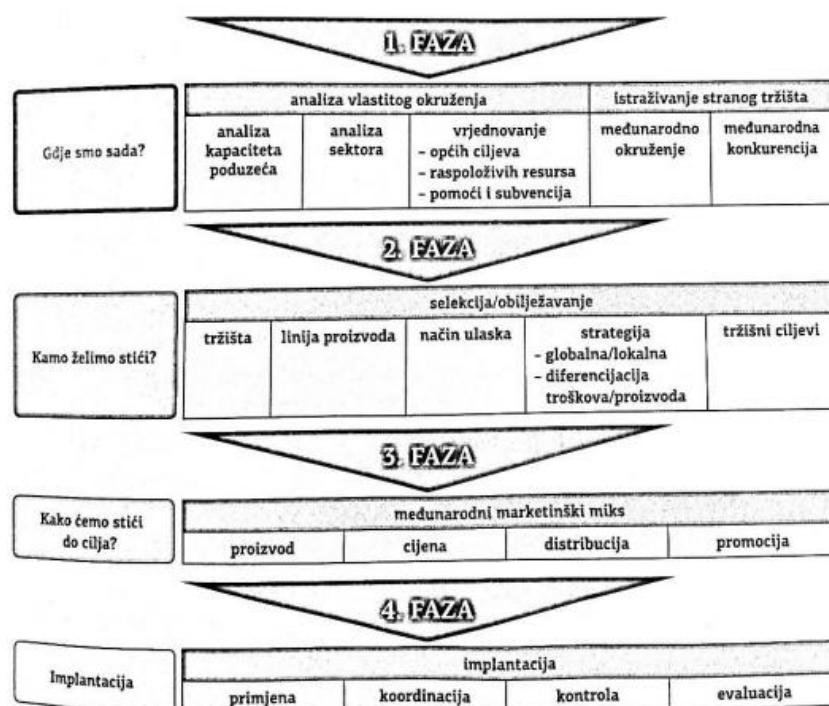 1. FAZA
Gdje smo sada?
analiza vlastitog okruženja
istraživanje stranog tržišta
analiza
kapaciteta
poduzeća
analiza
sektora
vrjednovanje
– općih ciljeva
– raspoloživih resursa
– pomoći i subvencija
međunarodno
okruženje
međunarodna
konkurencija
2. FAZA
Kamo želimo stići?
selekcija/obilježavanje
tržišta
linija proizvoda
način ulaska
strategija
– globalna/lokalna
– diferencijacija
troškova/proizvoda
tržišni ciljevi
3. FAZA
Kako ćemo stići
do cilja?
međunarodni marketinški miks
proizvod
cijena
distribucija
promocija
4. FAZA
Implantacija
implantacija
primjena
koordinacija
kontrola
evaluacija